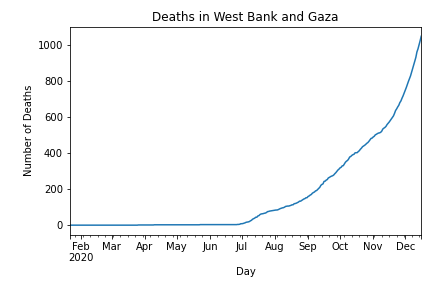 Deaths in West Bank and Gaza
Number of Deaths
1000
800
600
400
200
0
Feb Mar Apr May Jun Jul Aug Sep Oct Nov Dec
2020
Day